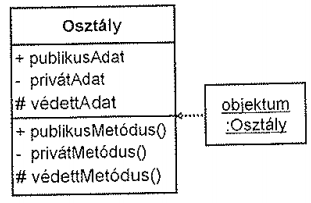 Osztály
+ publikusAdat
- privátAdat
# védettAdat
+ publikusMetódus()
- privátMetódus()
# védettMetódus()
objektum
:Osztály